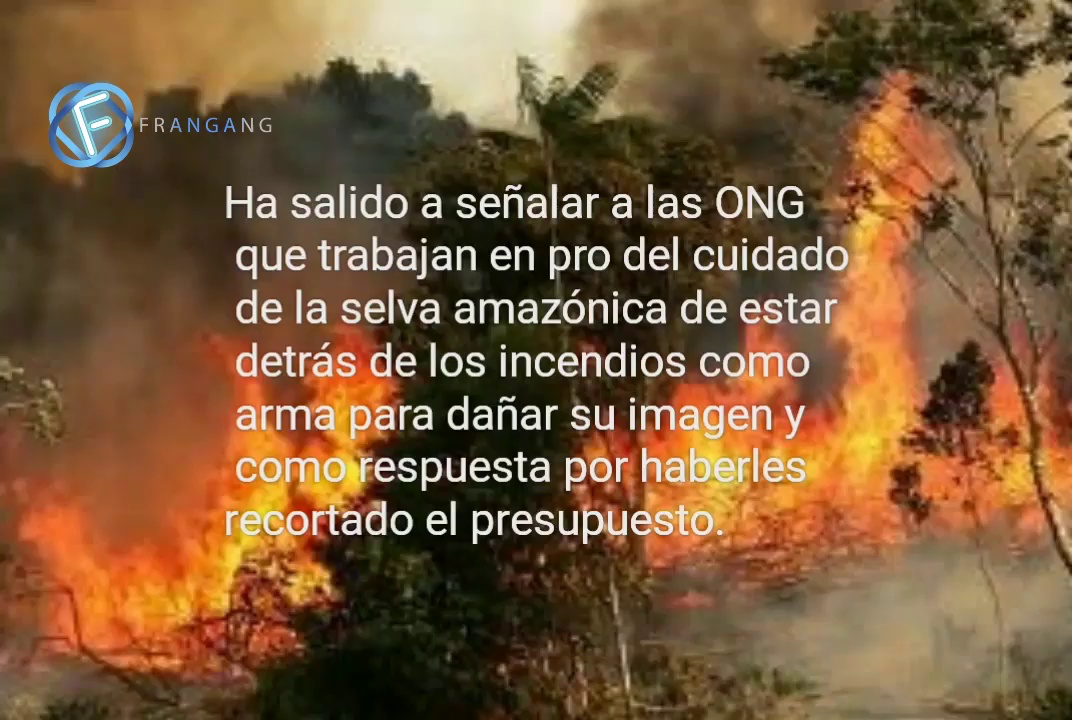 F FRANGANG
Ha salido a señalar a las ONG
que trabajan en pro del cuidado
de la selva amazónica de estar
detrás de los incendios como
arma para dañar su imagen y
como respuesta por haberles
recortado el presupuesto.